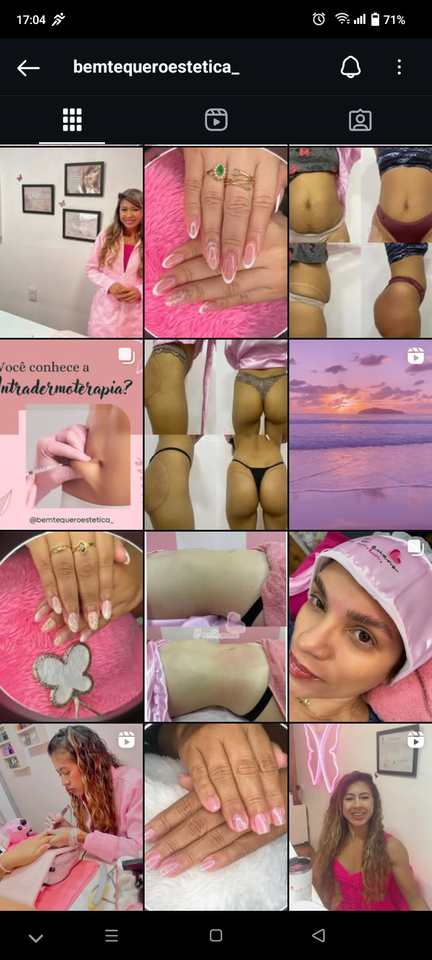 17:04
71%
bemtequeroestetica_
Você conhece a
Intradermoterapia?
@bemtequeroestetica_